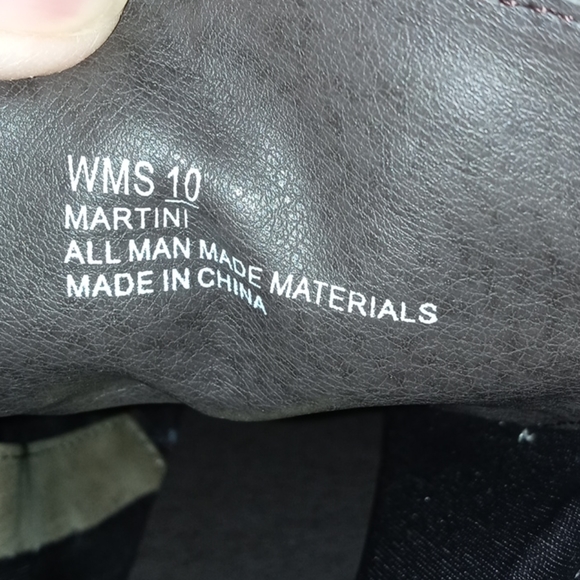 WMS 10
MARTINI
ALL MAN MADE MATERIALS
MADE IN CHINA